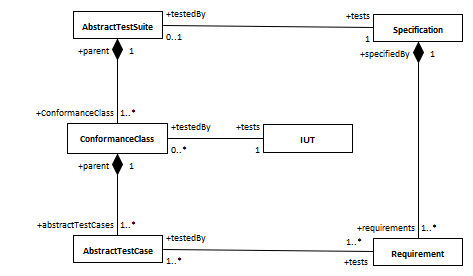 +testedBy
+tests
AbstractTestSuite
Specification
0..1
1
+parent
1
+specifiedBy
1
+ConformanceClass
1..*
+testedBy
+tests
ConformanceClass
IUT
0..*
1
+parent
1
+abstractTestCases
1..*
+requirements
1..*
+testedBy
1..*
AbstractTestCase
Requirement
1..*
+tests